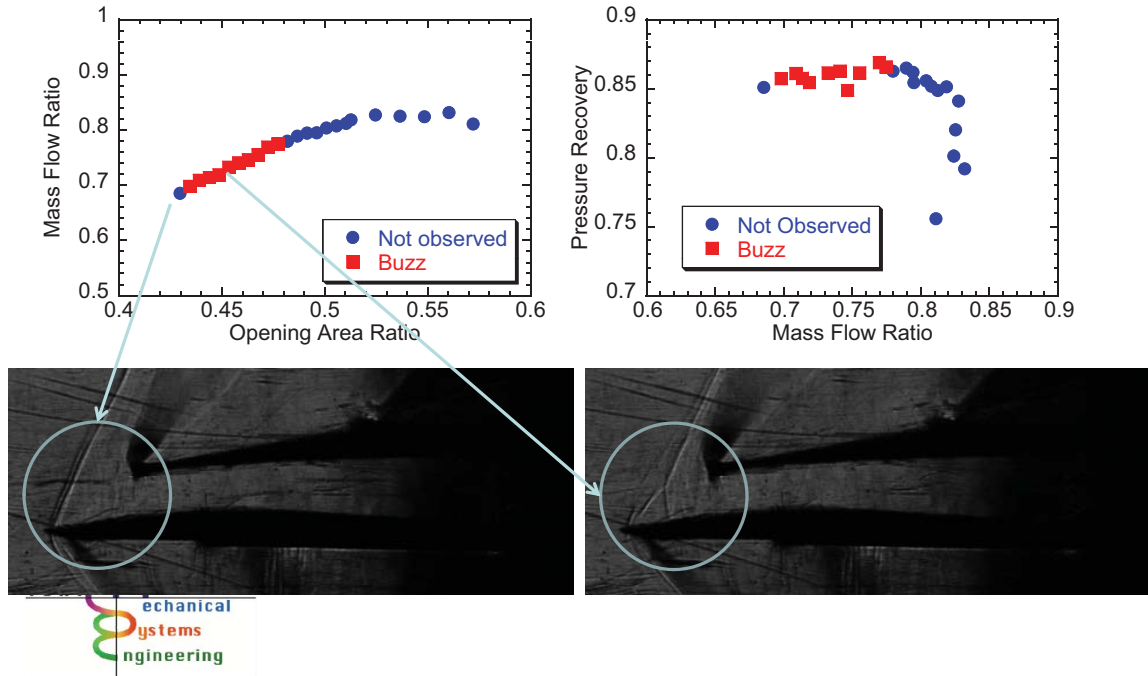 1
0.9
0.8
0.7
0.6
0.5
0.4
0.45
0.5
0.55
0.6
Mass Flow Ratio
Opening Area Ratio
Not observed
Buzz
0.9
0.85
0.8
0.75
0.7
0.6
0.65
0.7
0.75
0.8
0.85
0.9
Pressure Recovery
Mass Flow Ratio
Not Observed
Buzz
echanical
ystems
ngineering